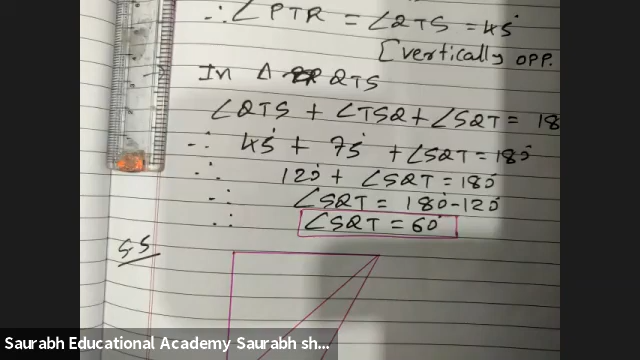 ∴ ∠PTR = ∠QTS = 45°
[vertically opp.
In Δ QTS
∠QTS + ∠TSQ + ∠SQT = 18
∴ 45° + 75° + ∠SQT = 180°
∴ 120° + ∠SQT = 180°
∴ ∠SQT = 180° - 120°
∴ ∠SQT = 60°
Saurabh Educational Academy Saurabh sh...